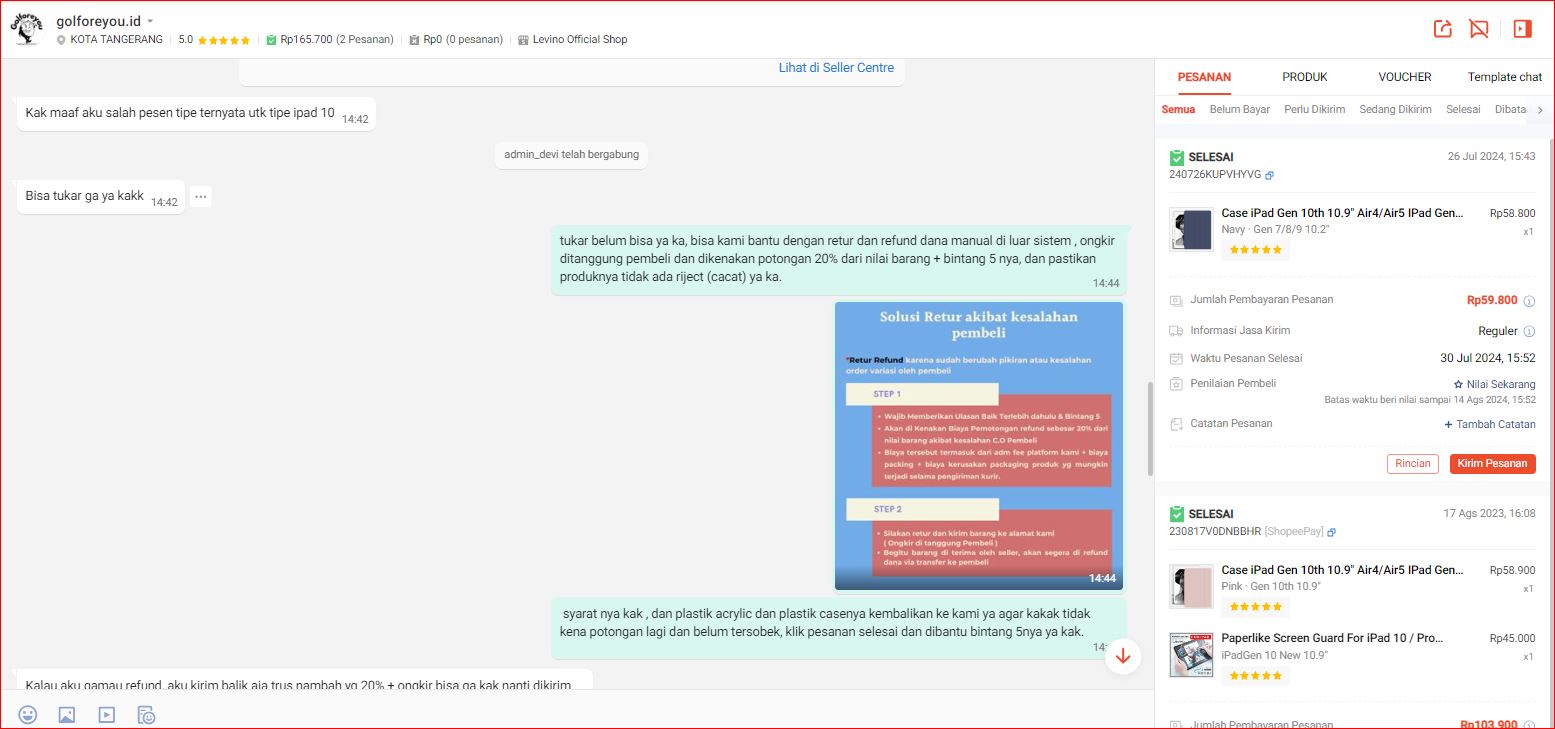 golforeyou.id
KOTA TANGERANG
5.0
Rp165.700 (2 Pesanan)
Rp0 (0 pesanan)
Levino Official Shop
Lihat di Seller Centre
Kak maaf aku salah pesen tipe ternyata utk tipe ipad 10 14:42
admin_devi telah bergabung
Bisa tukar ga ya kakk 14:42
tukar belum bisa ya ka, bisa kami bantu dengan retur dan refund dana manual di luar sistem , ongkir
ditanggung pembeli dan dikenakan potongan 20% dari nilai barang + bintang 5 nya, dan pastikan
produknya tidak ada riject (cacat) ya ka.
14:44
Solusi Retur akibat kesalahan
pembeli
*Retur Refund karena sudah berubah pikiran atau kesalahan
order variasi oleh pembeli
STEP 1
• Wajib Memberikan Ulasan Baik Terlebih dahulu & Bintang 5
• Akan di Kenakan Biaya Pemotongan refund sebesar 20% dari
nilai barang akibat kesalahan C.O Pembeli
• Biaya tersebut termasuk dari adm fee platform kami + biaya
packing + biaya kerusakan packaging produk yg mungkin
terjadi selama pengiriman kurir.
STEP 2
• Silakan retur dan kirim barang ke alamat kami
( Ongkir di tanggung Pembeli )
• Begitu barang di terima oleh seller, akan segera di refund
dana via transfer ke pembeli
14:44
syarat nya kak , dan plastik acrylic dan plastik casenya kembalikan ke kami ya agar kakak tidak
kena potongan lagi dan belum tersobek, klik pesanan selesai dan dibantu bintang 5nya ya kak.
14:
Kalau aku gamau refund, aku kirim balik aja trus nambah yg 20% + ongkir bisa ga kak nanti dikirim
PESANAN
PRODUK
VOUCHER
Template chat
Semua
Belum Bayar
Perlu Dikirim
Sedang Dikirim
Selesai
Dibata
SELESAI
26 Jul 2024, 15:43
240726KUPVHYVG
Case iPad Gen 10th 10.9" Air4/Air5 IPad Gen...
Rp58.800
Navy · Gen 7/8/9 10.2"
x1
Jumlah Pembayaran Pesanan
Rp59.800
Informasi Jasa Kirim
Reguler
Waktu Pesanan Selesai
30 Jul 2024, 15:52
Penilaian Pembeli
Nilai Sekarang
Batas waktu beri nilai sampai 14 Ags 2024, 15:52
Catatan Pesanan
+ Tambah Catatan
Rincian
Kirim Pesanan
SELESAI
17 Ags 2023, 16:08
230817V0DNBBHR [ShopeePay]
Case iPad Gen 10th 10.9" Air4/Air5 IPad Gen...
Rp58.900
Pink · Gen 10th 10.9"
x1
Paperlike Screen Guard For iPad 10 / Pro...
Rp45.000
iPadGen 10 New 10.9"
x1
Jumlah Pembayaran Pesanan
Rp103.900